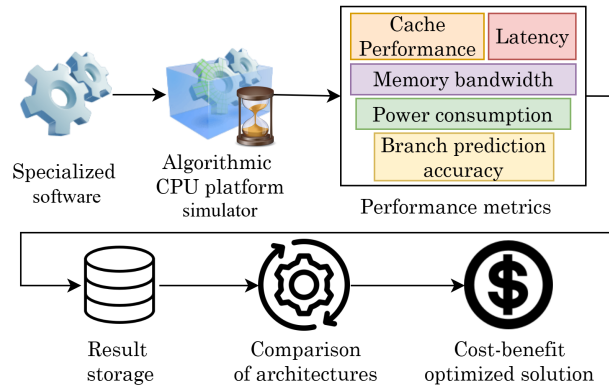 Cache
Performance
Latency
Memory bandwidth
Power consumption
Branch prediction
accuracy
Specialized
software
Algorithmic
CPU platform
simulator
Performance metrics
Result
storage
Comparison
of architectures
Cost-benefit
optimized solution